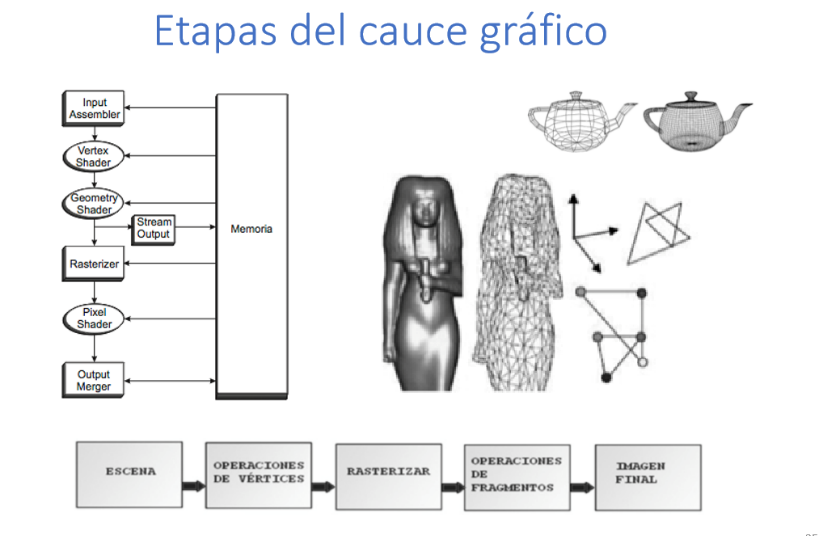 Etapas del cauce gráfico
Input
Assembler
Vertex
Shader
Geometry
Shader
Stream
Output
Rasterizer
Pixel
Shader
Output
Merger
Memoria
ESCENA
OPERACIONES
DE VÉRTICES
RASTERIZAR
OPERACIONES
DE
FRAGMENTOS
IMAGEN
FINAL